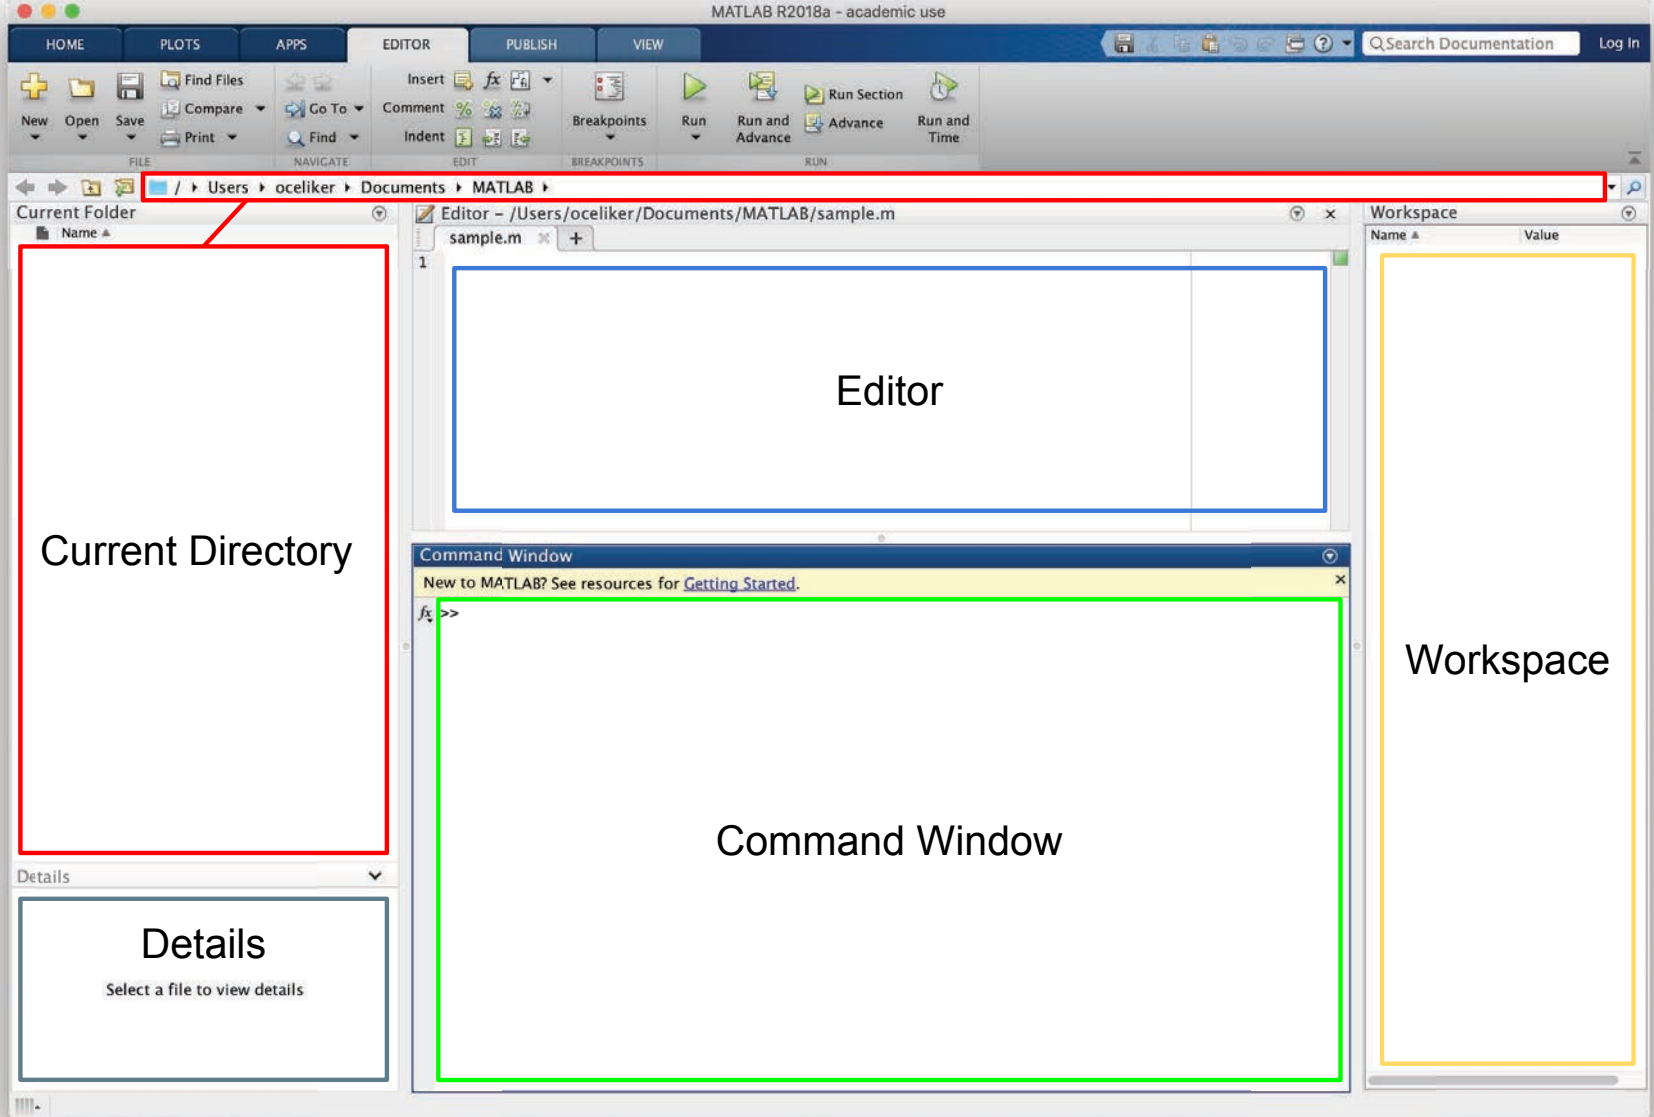 MATLAB R2018a - academic use
HOME PLOTS APPS EDITOR PUBLISH VIEW Search Documentation Log In
New Open Save Find Files Compare Print
Go To Find
Insert fx
Comment
Indent
Breakpoints Run Run and Advance Run Section Advance Run and Time
FILE NAVIGATE EDIT BREAKPOINTS RUN
/ Users oceliker Documents MATLAB
Current Folder
Name
Current Directory
Details
Details
Select a file to view details
Editor - /Users/oceliker/Documents/MATLAB/sample.m
sample.m +
1
Editor
Command Window
New to MATLAB? See resources for Getting Started.
fx >>
Command Window
Workspace
Name Value
Workspace